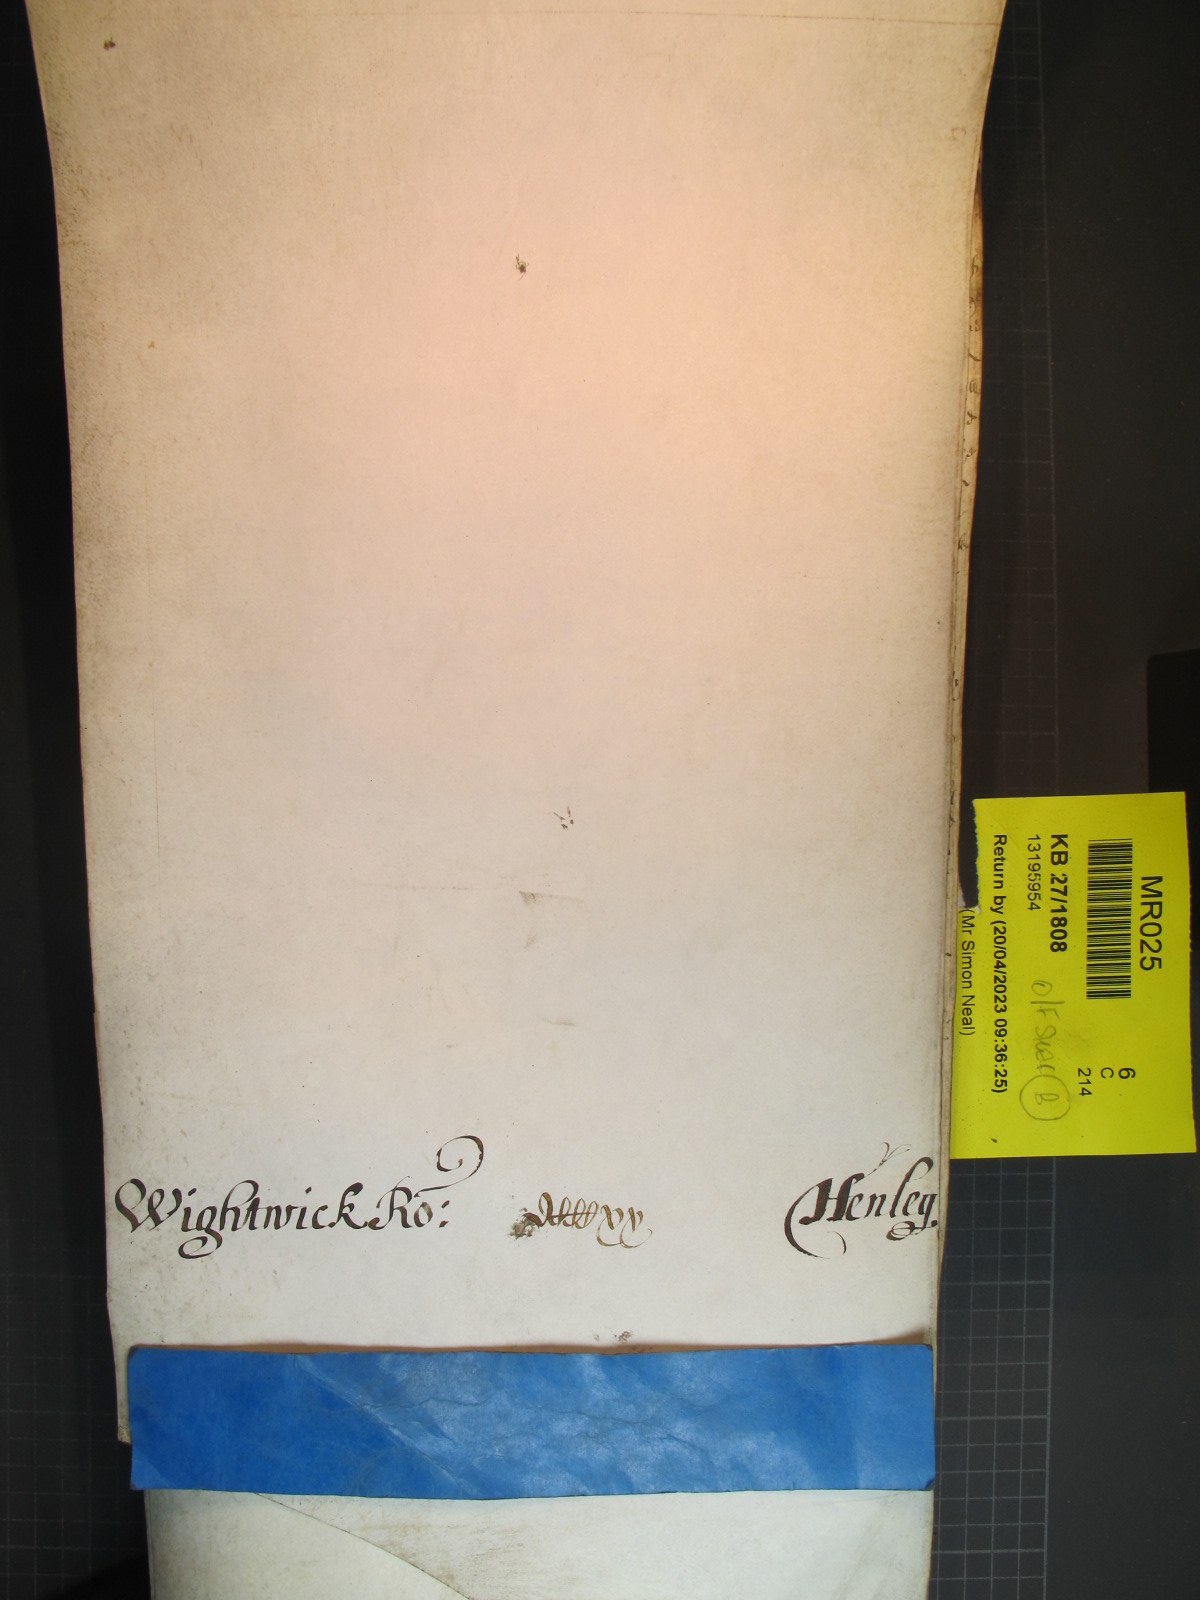 Wightwick Ro: Henley.
MR025
KB 27/1808
13195954
Return by (20/04/2023 09:36:25)
(Mr Simon Neal)
6
C
214
B